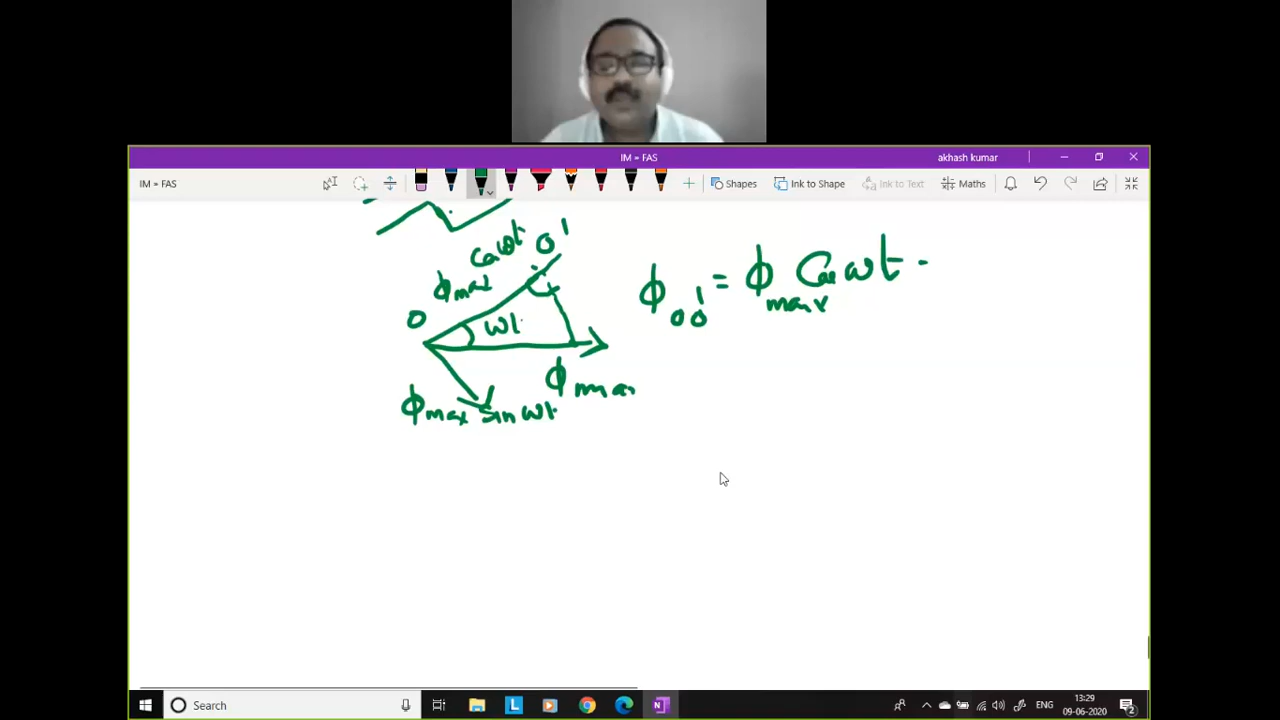 IM = FAS
akhash kumar
IM = FAS
Shapes
Ink to Shape
Ink to Text
Maths
cos ωt
O'
ϕmax
O
ωt
ϕmax
ϕmax sin ωt
ϕoo' = ϕmax cos ωt
Search
ENG
13:29
09-06-2020
2